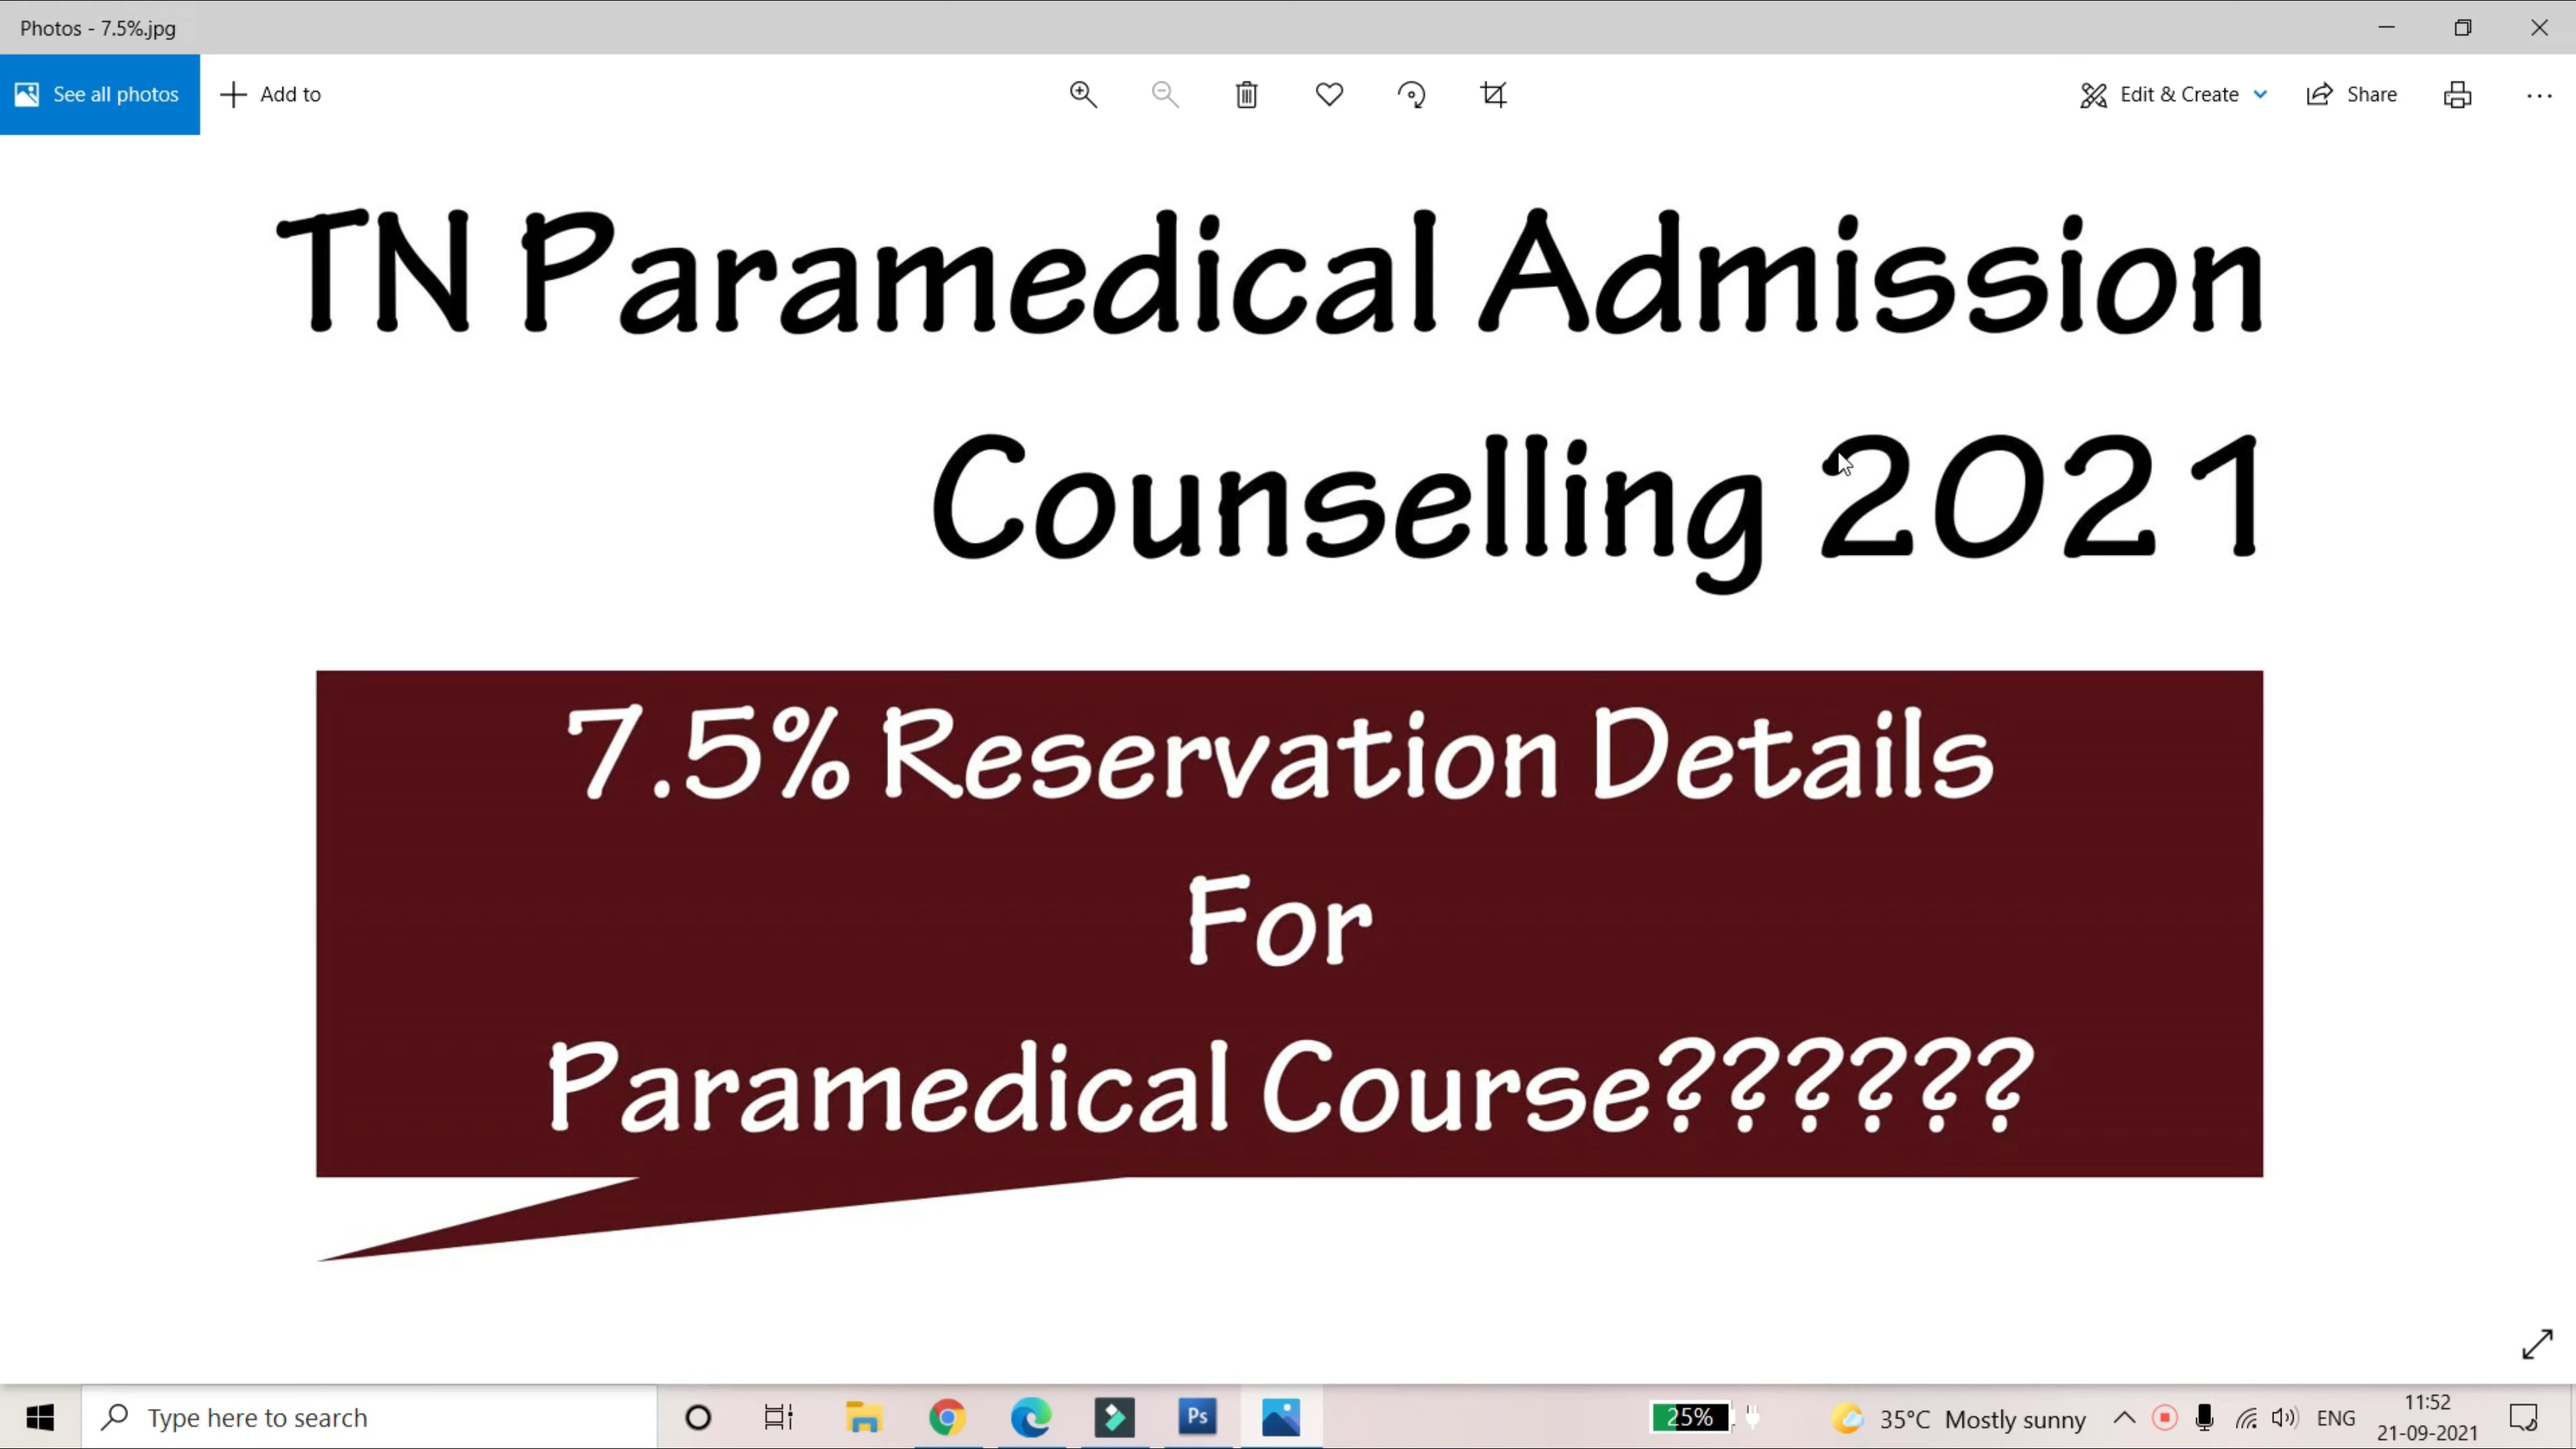 Photos - 7.5%.jpg
See all photos
Add to
Edit & Create
Share
TN Paramedical Admission
Counselling 2021
7.5% Reservation Details
For
Paramedical Course??????
Type here to search
Ps
25%
35°C Mostly sunny
ENG
11:52
21-09-2021